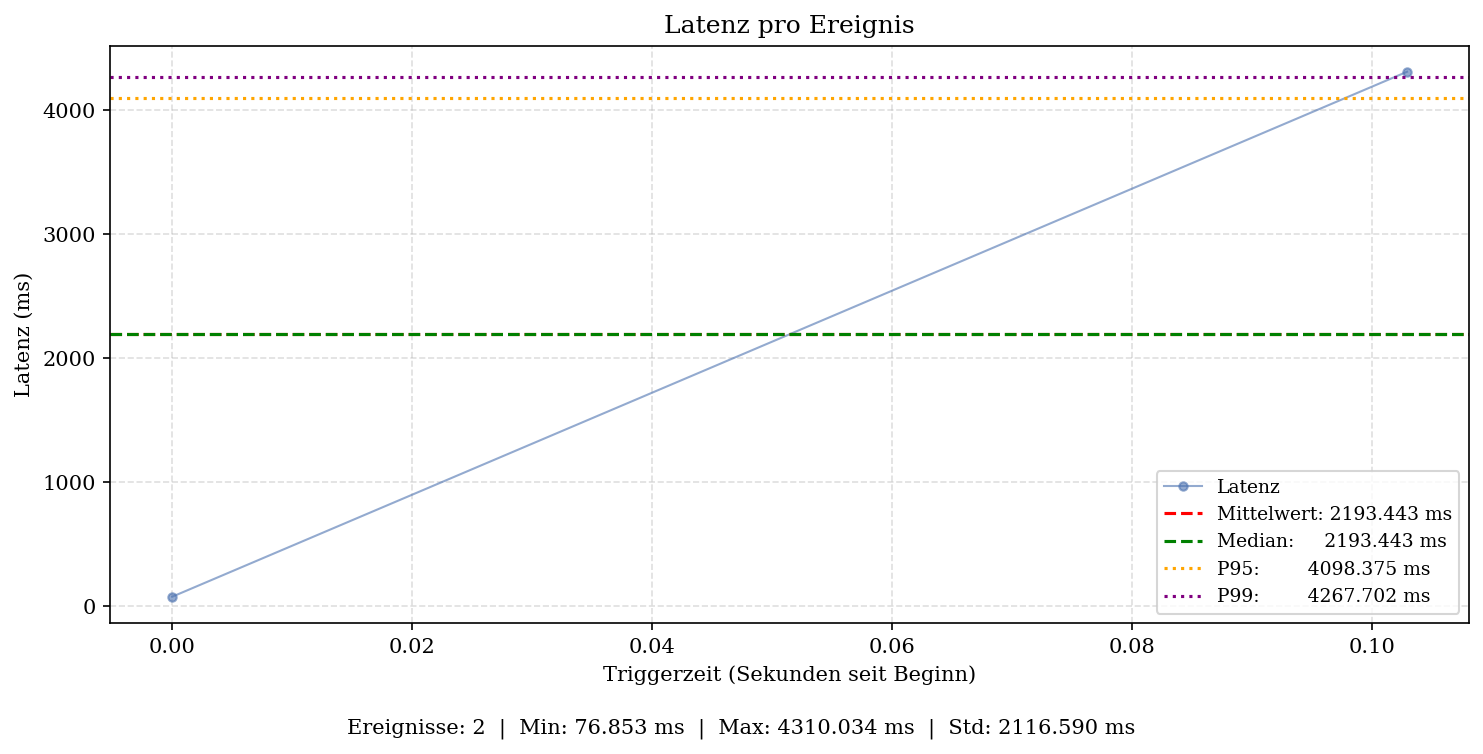 Latenz pro Ereignis
Latenz (ms)
4000
3000
2000
1000
0
0.00 0.02 0.04 0.06 0.08 0.10
Triggerzeit (Sekunden seit Beginn)
Latenz
Mittelwert: 2193.443 ms
Median: 2193.443 ms
P95: 4098.375 ms
P99: 4267.702 ms
Ereignisse: 2 | Min: 76.853 ms | Max: 4310.034 ms | Std: 2116.590 ms